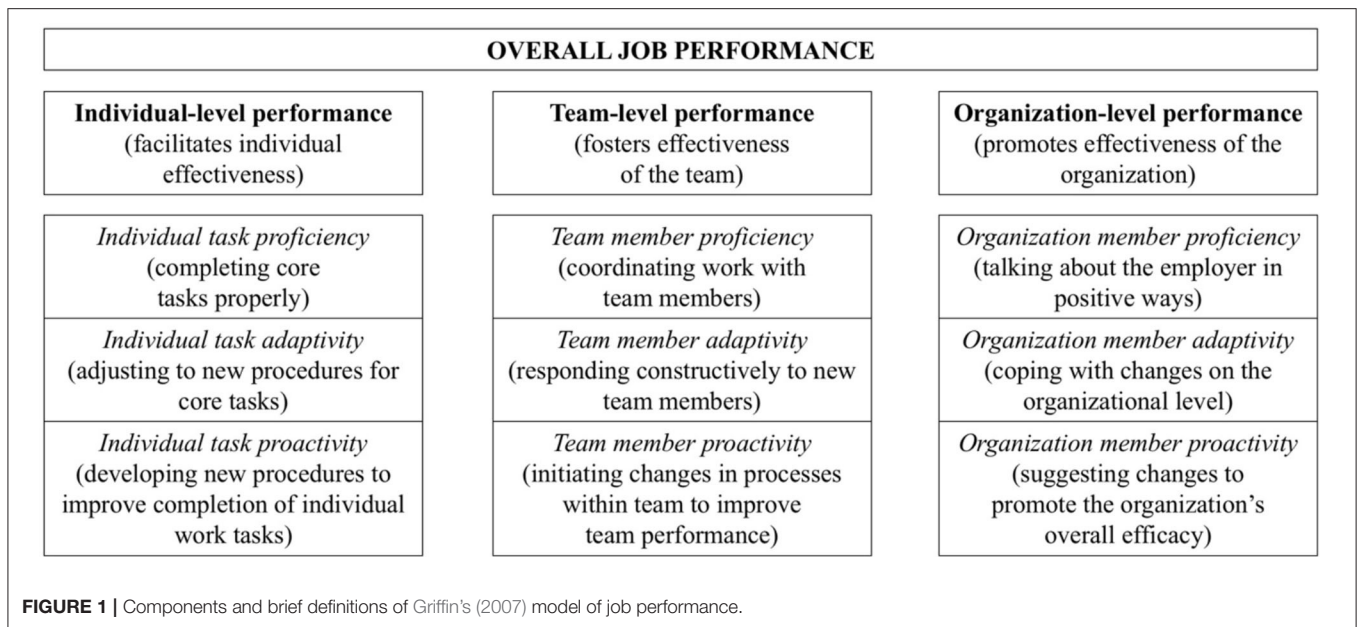 OVERALL JOB PERFORMANCE
Individual-level performance
(facilitates individual
effectiveness)
Individual task proficiency
(completing core
tasks properly)
Individual task adaptivity
(adjusting to new procedures for
core tasks)
Individual task proactivity
(developing new procedures to
improve completion of individual
work tasks)
Team-level performance
(fosters effectiveness
of the team)
Team member proficiency
(coordinating work with
team members)
Team member adaptivity
(responding constructively to new
team members)
Team member proactivity
(initiating changes in processes
within team to improve
team performance)
Organization-level performance
(promotes effectiveness of the
organization)
Organization member proficiency
(talking about the employer in
positive ways)
Organization member adaptivity
(coping with changes on the
organizational level)
Organization member proactivity
(suggesting changes to
promote the organization’s
overall efficacy)
FIGURE 1 | Components and brief definitions of Griffin’s (2007) model of job performance.